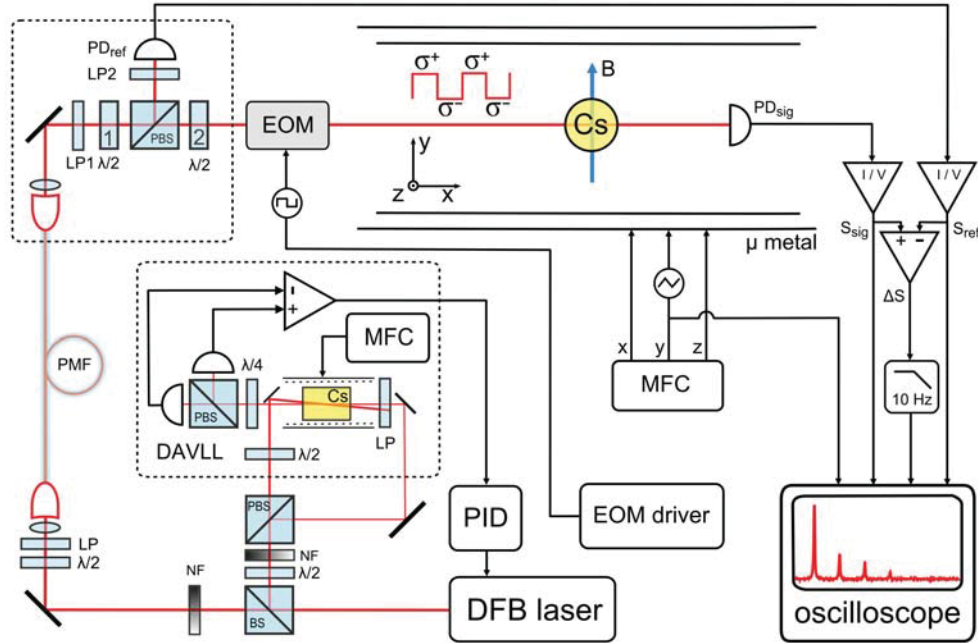 PDref
LP2
LP1
λ/2
1
PBS
2
λ/2
EOM
σ+
σ+
σ-
σ-
y
z
x
B
Cs
PDsig
I / V
I / V
Ssig
Sref
+
-
ΔS
10 Hz
μ metal
x
y
z
MFC
PMF
-
+
MFC
λ/4
PBS
Cs
LP
DAVLL
λ/2
PBS
PID
EOM driver
LP
λ/2
NF
NF
λ/2
BS
DFB laser
oscilloscope